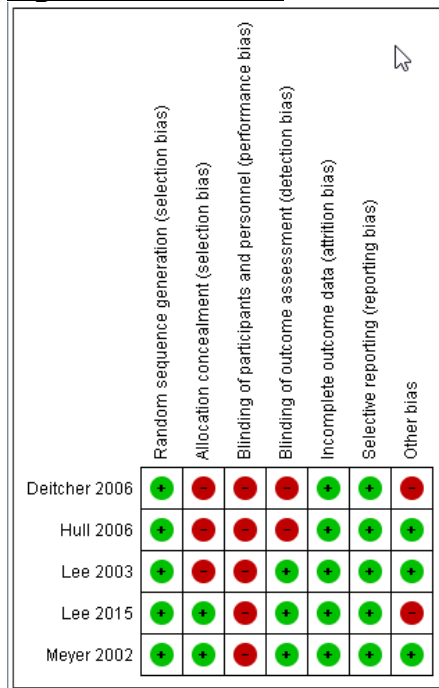 Random sequence generation (selection bias)
Allocation concealment (selection bias)
Blinding of participants and personnel (performance bias)
Blinding of outcome assessment (detection bias)
Incomplete outcome data (attrition bias)
Selective reporting (reporting bias)
Other bias
Deitcher 2006 + - - - + + -
Hull 2006 + - - - + + +
Lee 2003 + - - + + + +
Lee 2015 + + - + + + -
Meyer 2002 + + - + + + +